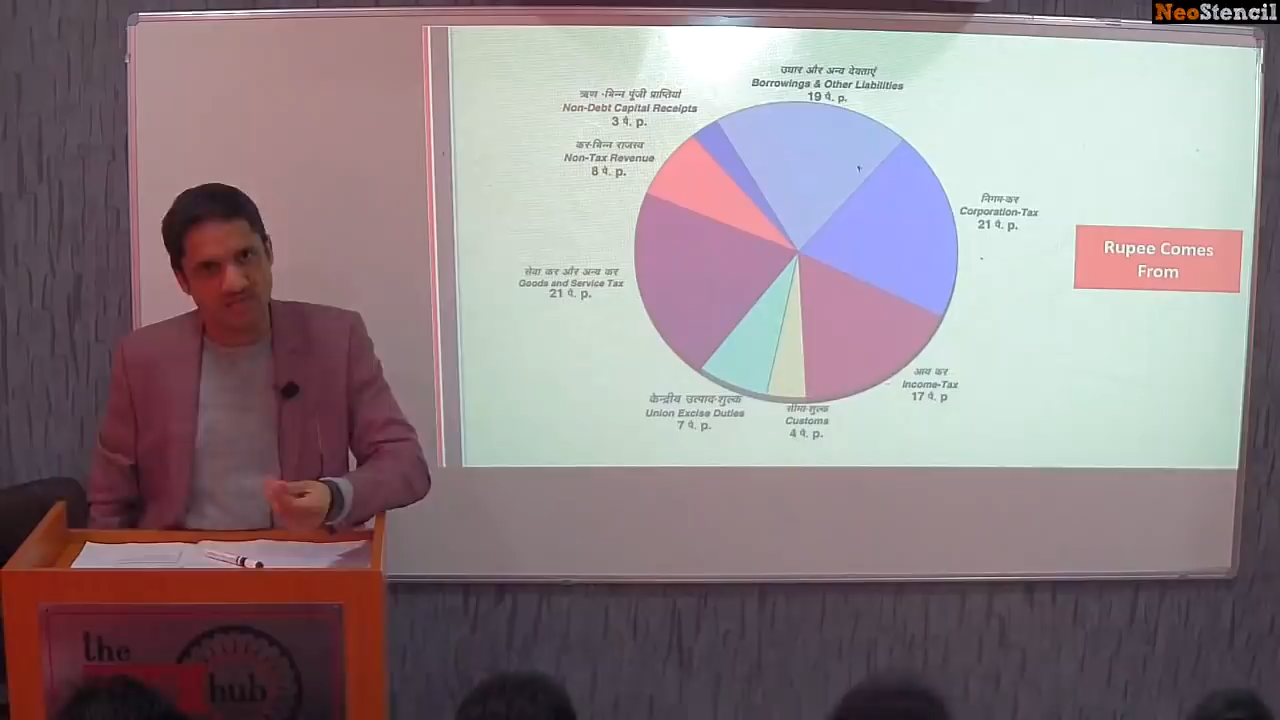 NeoStencil
उधार और अन्य देयताएं
Borrowings & Other Liabilities
19 पै. p.
ऋण -भिन्न पूंजी प्राप्तियां
Non-Debt Capital Receipts
3 पै. p.
कर-भिन्न राजस्व
Non-Tax Revenue
8 पै. p.
निगम-कर
Corporation-Tax
21 पै. p.
Rupee Comes
From
सेवा कर और अन्य कर
Goods and Service Tax
21 पै. p.
आय कर
Income-Tax
17 पै. p
केन्द्रीय उत्पाद-शुल्क
Union Excise Duties
7 पै. p.
सीमा-शुल्क
Customs
4 पै. p.
the
hub